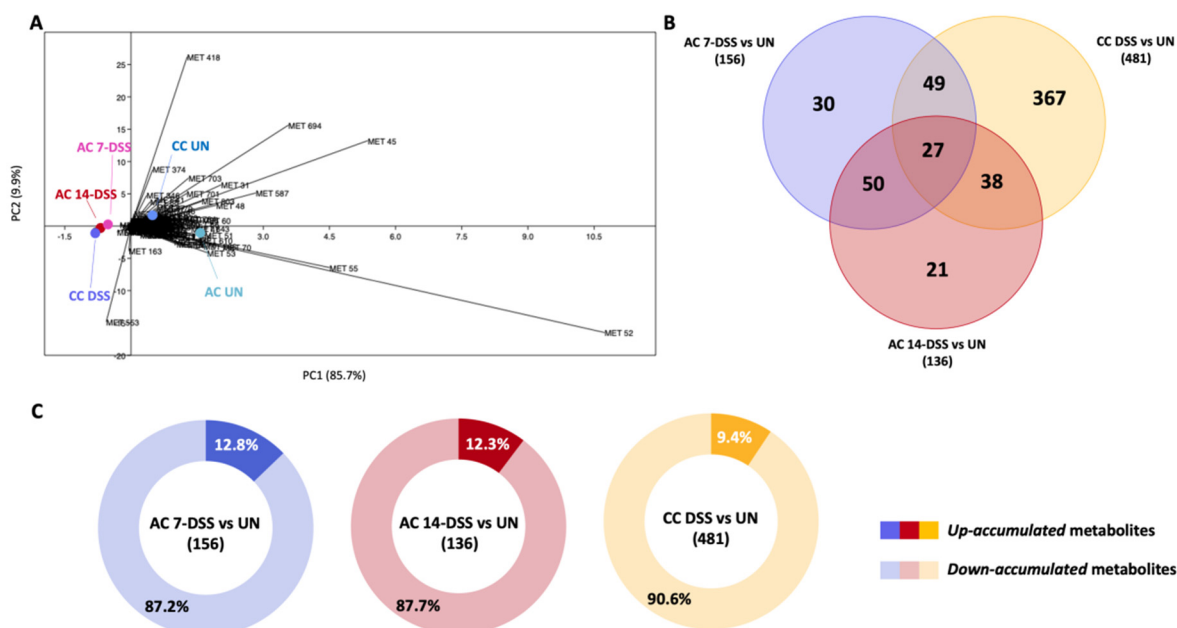 A
MET 418
25
20
15
10
5
-5
-10
-15
-20
MET 694
MET 45
AC 7-DSS
CC UN
MET 374
MET 703
MET 31
MET 587
MET 701
MET 48
AC 14-DSS
MET 60
-1.5
3.0
4.5
6.0
7.5
9.0
10.5
MET 163
MET 53
MET 55
CC DSS
AC UN
MET 52
PC2 (9.9%)
PC1 (85.7%)
B
AC 7-DSS vs UN
(156)
CC DSS vs UN
(481)
30
49
367
27
50
38
21
AC 14-DSS vs UN
(136)
C
12.8%
AC 7-DSS vs UN
(156)
87.2%
12.3%
AC 14-DSS vs UN
(136)
87.7%
9.4%
CC DSS vs UN
(481)
90.6%
Up-accumulated metabolites
Down-accumulated metabolites